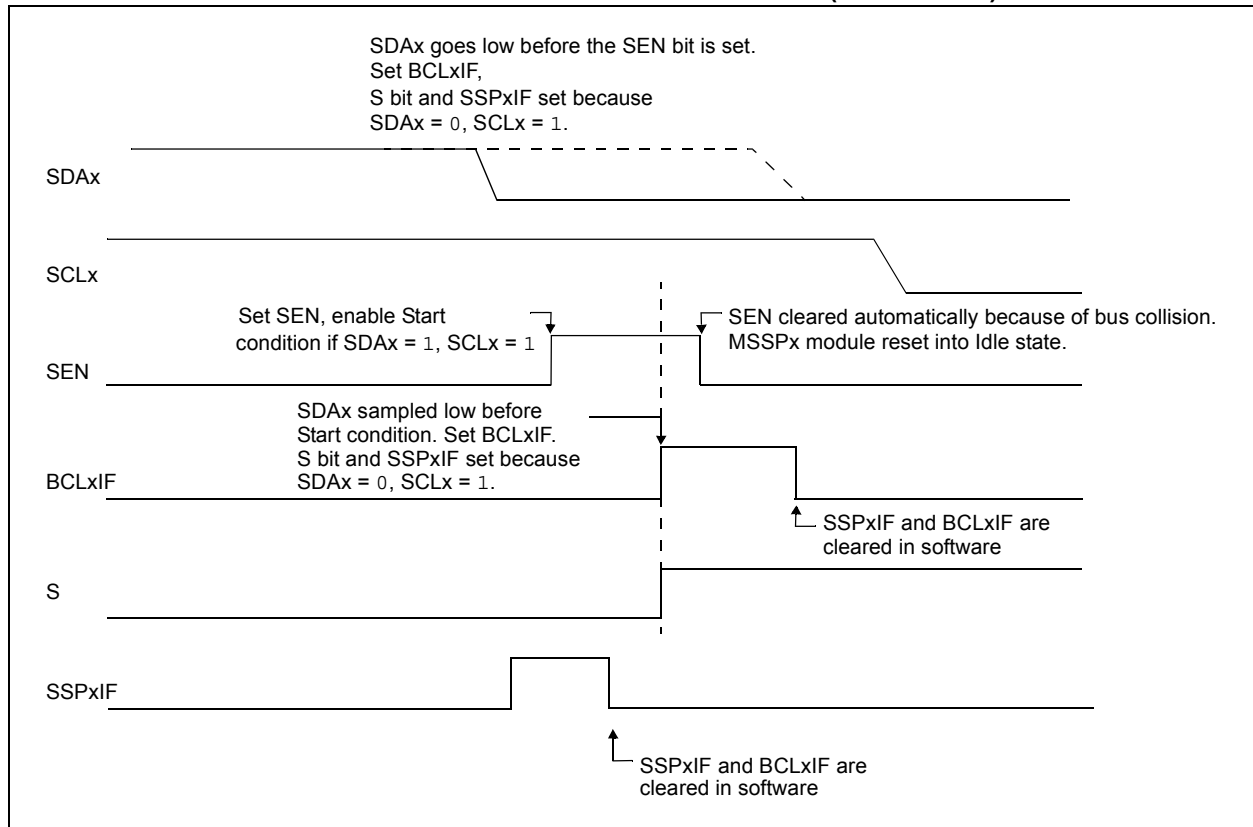 SDAx goes low before the SEN bit is set.
Set BCLxIF,
S bit and SSPxIF set because
SDAx = 0, SCLx = 1.
SDAx
SCLx
Set SEN, enable Start
condition if SDAx = 1, SCLx = 1
SEN cleared automatically because of bus collision.
MSSPx module reset into Idle state.
SEN
SDAx sampled low before
Start condition. Set BCLxIF.
S bit and SSPxIF set because
SDAx = 0, SCLx = 1.
BCLxIF
SSPxIF and BCLxIF are
cleared in software
S
SSPxIF
SSPxIF and BCLxIF are
cleared in software